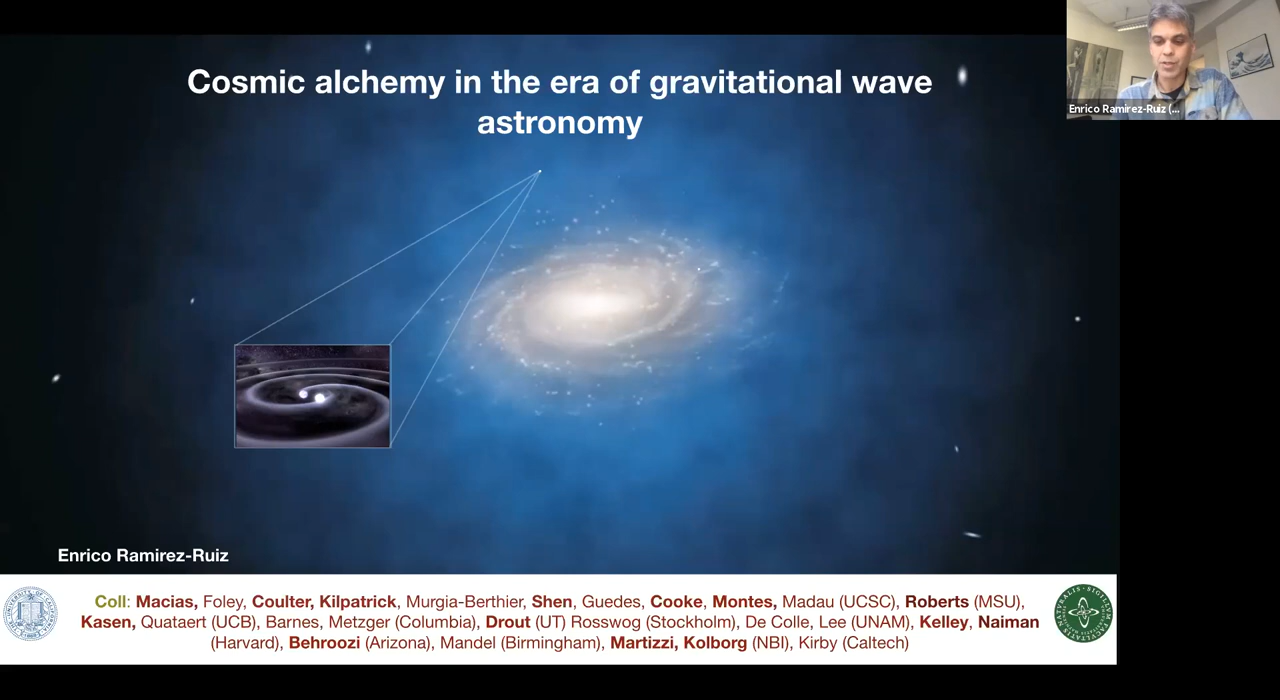 Cosmic alchemy in the era of gravitational wave
astronomy
Enrico Ramirez-Ruiz (...
Enrico Ramirez-Ruiz
Coll: Macias, Foley, Coulter, Kilpatrick, Murgia-Berthier, Shen, Guedes, Cooke, Montes, Madau (UCSC), Roberts (MSU),
Kasen, Quataert (UCB), Barnes, Metzger (Columbia), Drout (UT) Rosswog (Stockholm), De Colle, Lee (UNAM), Kelley, Naiman
(Harvard), Behroozi (Arizona), Mandel (Birmingham), Martizzi, Kolborg (NBI), Kirby (Caltech)